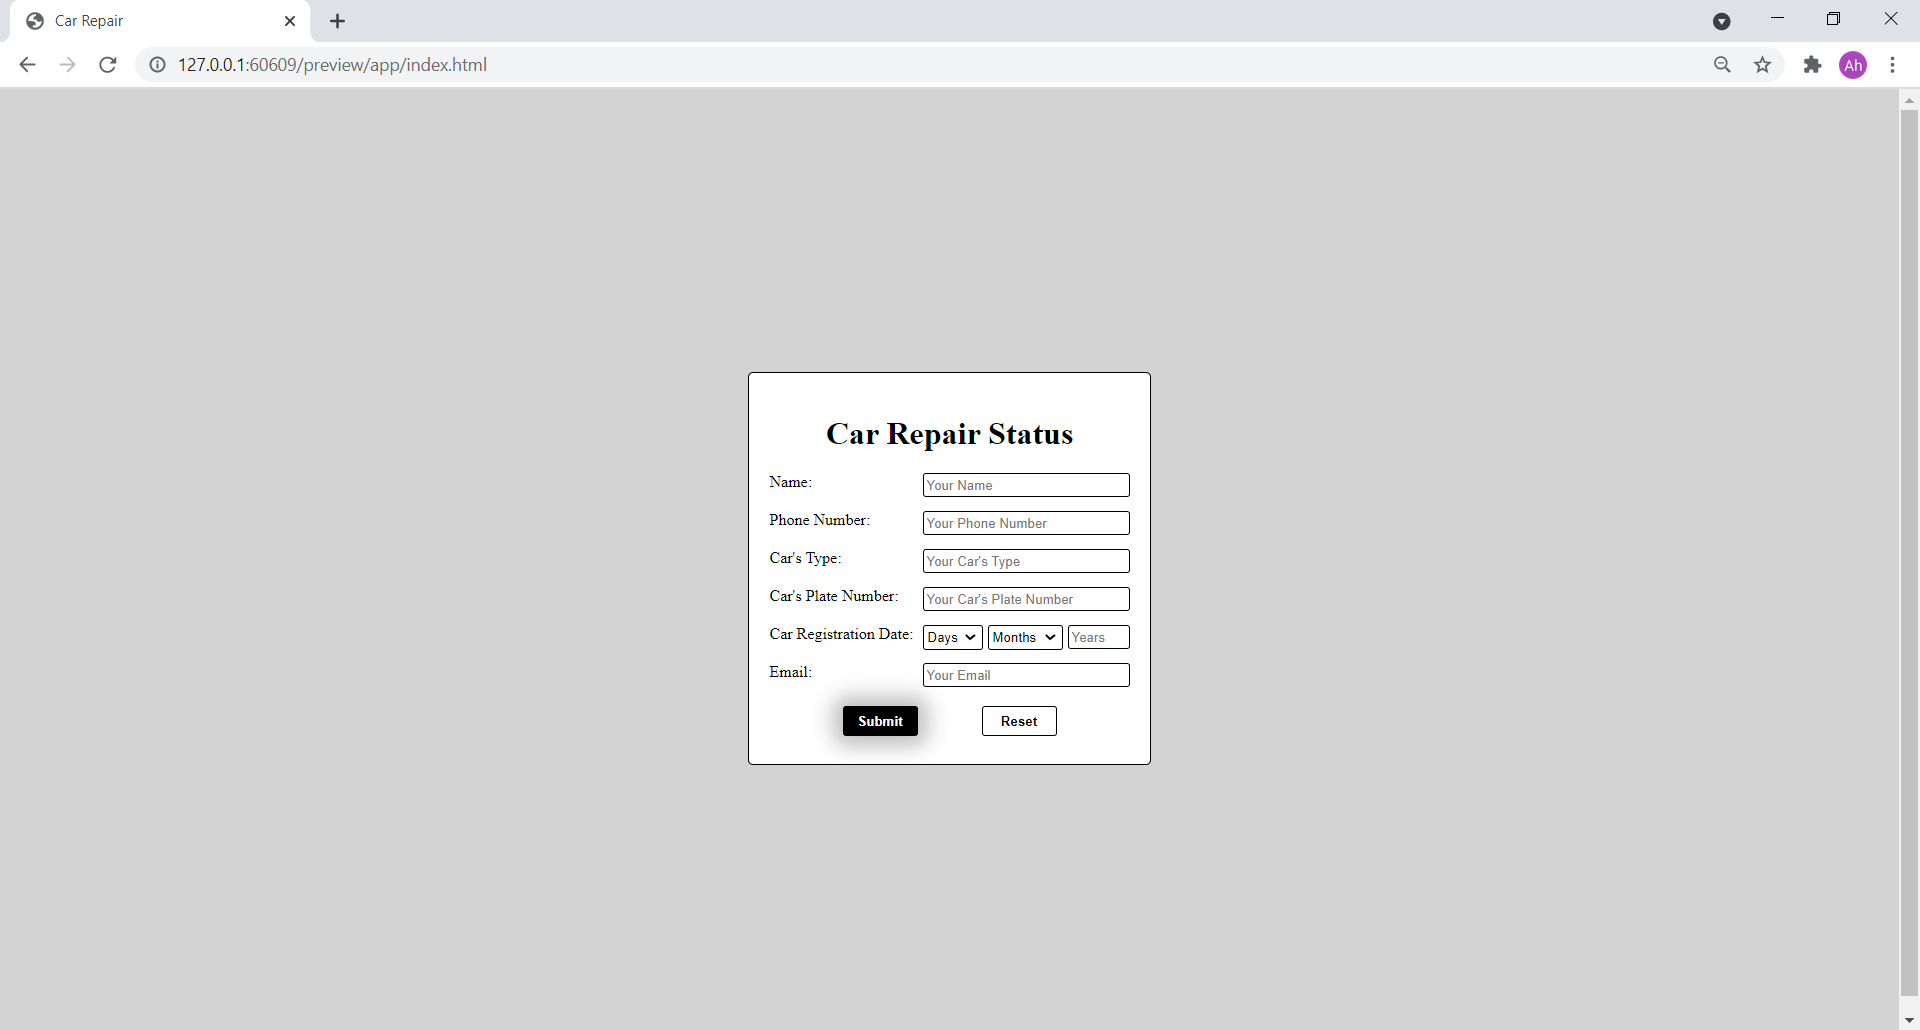 Car Repair
127.0.0.1:60609/preview/app/index.html
Ah
Car Repair Status
Name: Your Name
Phone Number: Your Phone Number
Car's Type: Your Car's Type
Car's Plate Number: Your Car's Plate Number
Car Registration Date: Days Months Years
Email: Your Email
Submit Reset